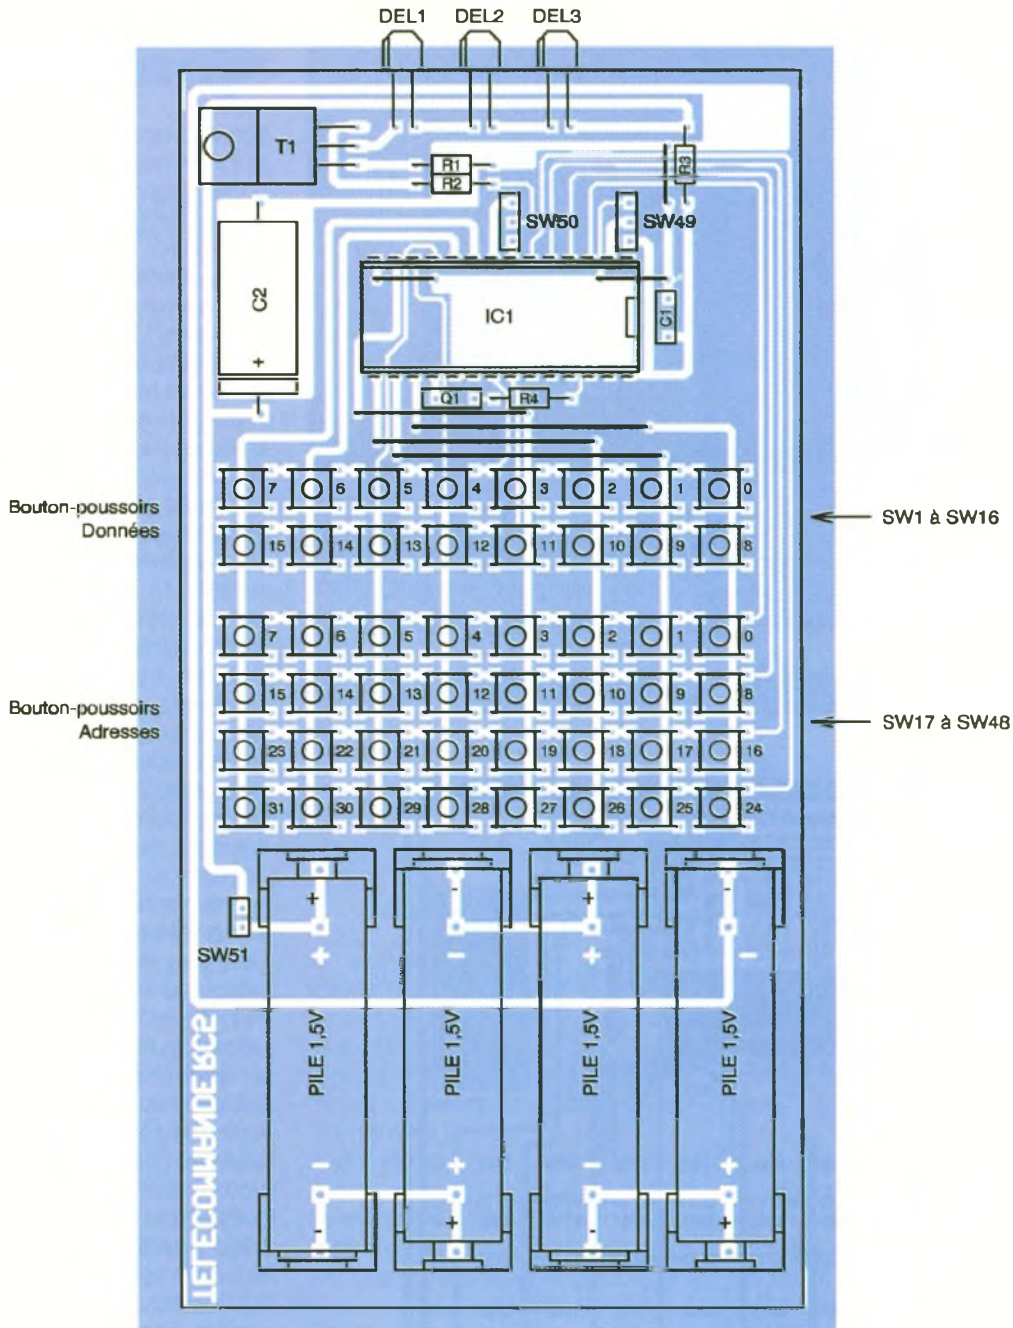 DEL1 DEL2 DEL3
T1
R1
R2
R3
SW50
SW49
C2
+
IC1
C1
Q1
R4
7 6 5 4 3 2 1 0
Bouton-poussoirs
Données
SW1 à SW16
15 14 13 12 11 10 9 8
7 6 5 4 3 2 1 0
15 14 13 12 11 10 9 8
Bouton-poussoirs
Adresses
SW17 à SW48
23 22 21 20 19 18 17 16
31 30 29 28 27 26 25 24
+ - + -
SW51
+ - + -
PILE 1,5V PILE 1,5V PILE 1,5V PILE 1,5V
- + - +
- + - +
TELECOMMANDE RC5